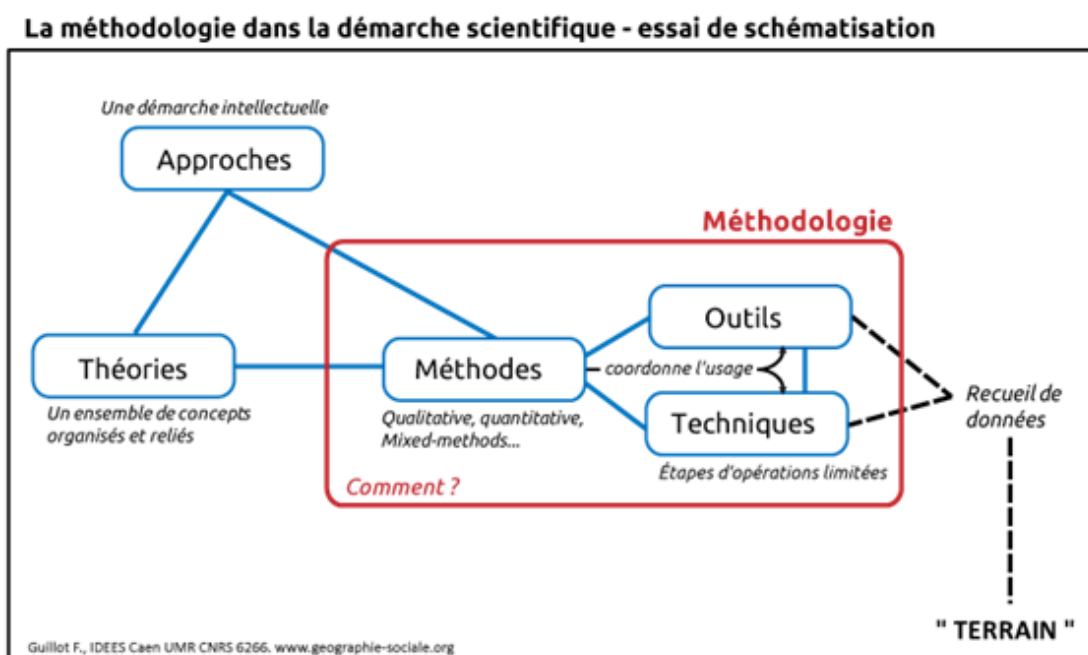 La méthodologie dans la démarche scientifique - essai de schématisation
Une démarche intellectuelle
Approches
Méthodologie
Outils
Théories
Méthodes
coordonne l'usage
Un ensemble de concepts
organisés et reliés
Qualitative, quantitative,
Mixed-methods...
Techniques
Étapes d'opérations limitées
Recueil de
données
Comment ?
" TERRAIN "
Guillot F., IDEES Caen UMR CNRS 6266. www.geographie-sociale.org